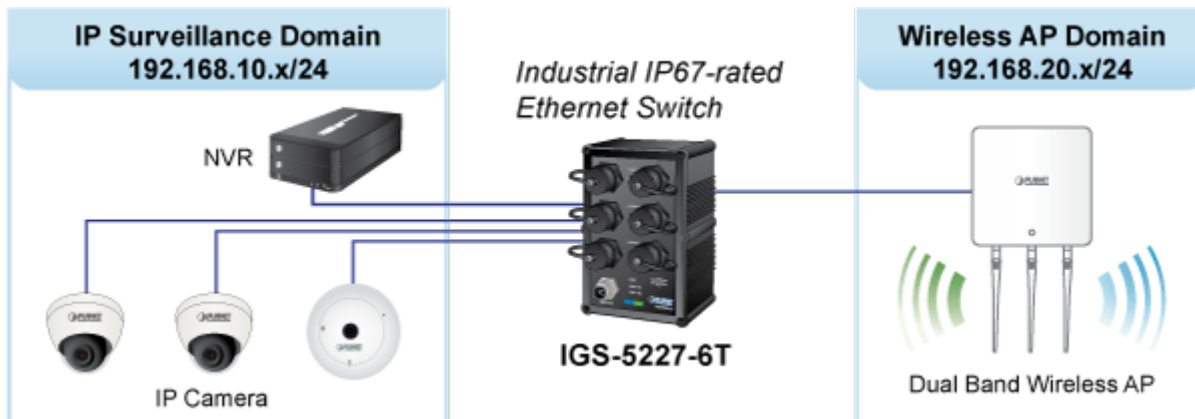 IP Surveillance Domain
192.168.10.x/24
NVR
IP Camera
Industrial IP67-rated
Ethernet Switch
IGS-5227-6T
Wireless AP Domain
192.168.20.x/24
PLANET
Dual Band Wireless AP